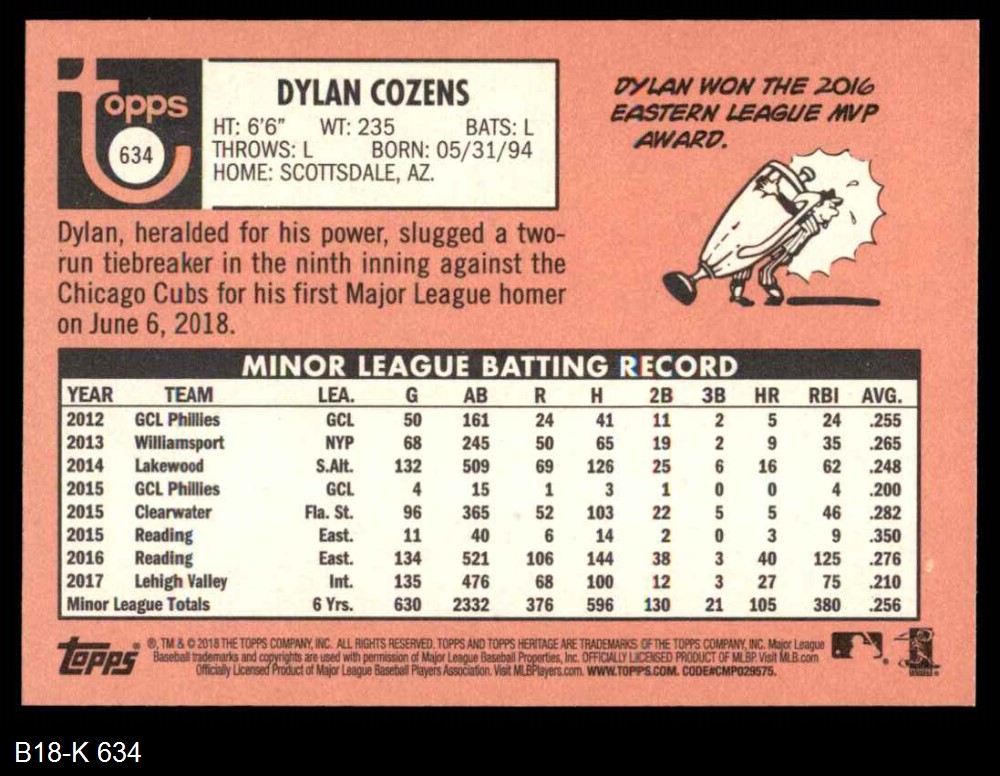 Topps
634
DYLAN COZENS
HT: 6'6" WT: 235 BATS: L
THROWS: L BORN: 05/31/94
HOME: SCOTTSDALE, AZ.
DYLAN WON THE 2016
EASTERN LEAGUE MVP
AWARD.
Dylan, heralded for his power, slugged a two-
run tiebreaker in the ninth inning against the
Chicago Cubs for his first Major League homer
on June 6, 2018.
MINOR LEAGUE BATTING RECORD
YEAR TEAM LEA. G AB R H 2B 3B HR RBI AVG.
2012 GCL Phillies GCL 50 161 24 41 11 2 5 24 .255
2013 Williamsport NYP 68 245 50 65 19 2 9 35 .265
2014 Lakewood S.Alt. 132 509 69 126 25 6 16 62 .248
2015 GCL Phillies GCL 4 15 1 3 1 0 0 4 .200
2015 Clearwater Fla. St. 96 365 52 103 22 5 5 46 .282
2015 Reading East. 11 40 6 14 2 0 3 9 .350
2016 Reading East. 134 521 106 144 38 3 40 125 .276
2017 Lehigh Valley Int. 135 476 68 100 12 3 27 75 .210
Minor League Totals 6 Yrs. 630 2332 376 596 130 21 105 380 .256
Topps ®, TM & © 2018 THE TOPPS COMPANY, INC. ALL RIGHTS RESERVED. TOPPS AND TOPPS HERITAGE ARE TRADEMARKS OF THE TOPPS COMPANY, INC. Major League
Baseball trademarks and copyrights are used with permission of Major League Baseball Properties, Inc. OFFICIALLY LICENSED PRODUCT OF MLBP. Visit MLB.com
Officially Licensed Product of Major League Baseball Players Association. Visit MLBPlayers.com. WWW.TOPPS.COM. CODE#CMP029575.
B18-K 634